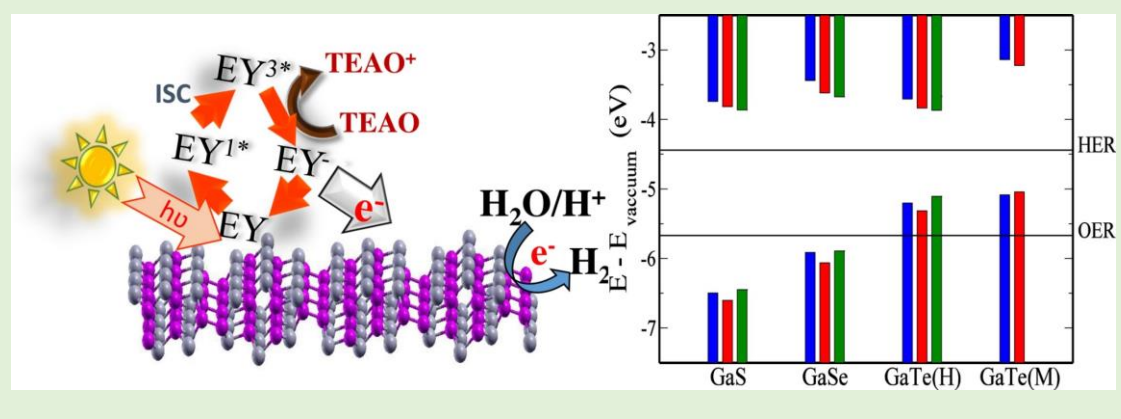 EY³*
TEAO⁺
ISC
TEAO
EY¹*
EY⁻
hυ
e⁻
EY
H₂O/H⁺
e⁻
H₂
E - E vaccuum (eV)
-3
-4
-5
-6
-7
HER
OER
GaS GaSe GaTe(H) GaTe(M)